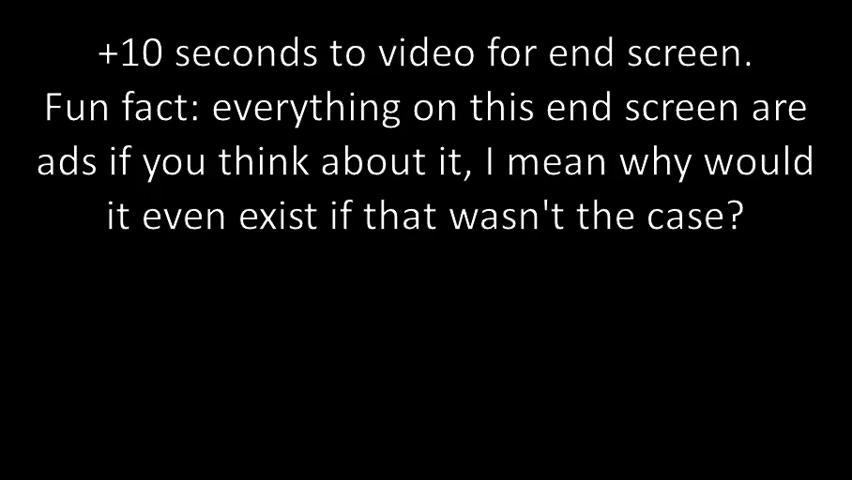 +10 seconds to video for end screen.
Fun fact: everything on this end screen are
ads if you think about it, I mean why would
it even exist if that wasn't the case?